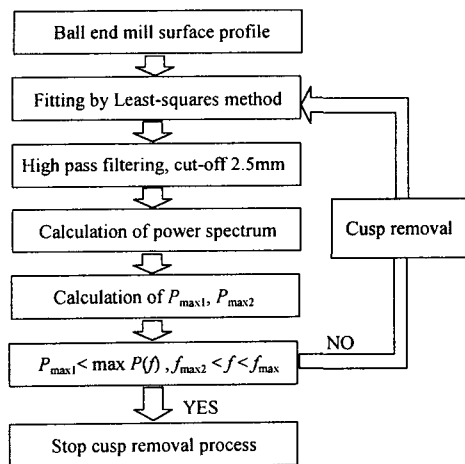 Ball end mill surface profile
Fitting by Least-squares method
High pass filtering, cut-off 2.5mm
Calculation of power spectrum
Cusp removal
Calculation of Pmax1, Pmax2
Pmax1 < max P(f) , fmax2 < f < fmax
NO
YES
Stop cusp removal process